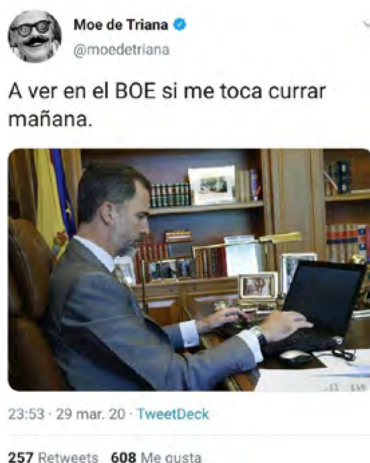 Moe de Triana
@moedetriana
A ver en el BOE si me toca currar
mañana.
23:53 · 29 mar. 20 · TweetDeck
257 Retweets 608 Me gusta